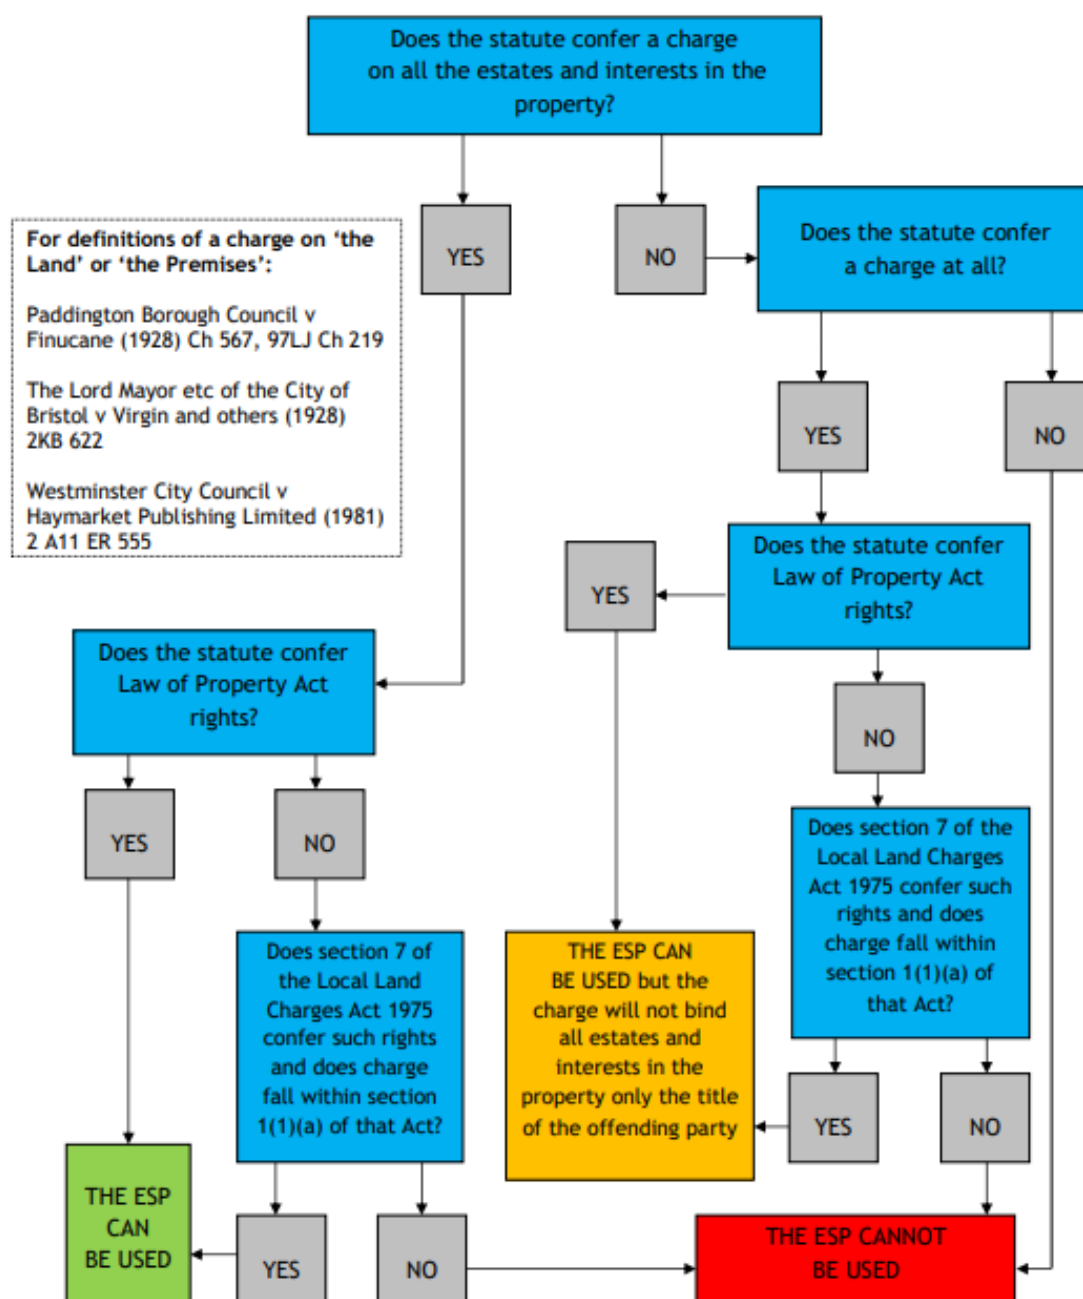 Does the statute confer a charge
on all the estates and interests in the
property?
YES
NO
Does the statute confer
a charge at all?
For definitions of a charge on ‘the
Land’ or ‘the Premises’:
Paddington Borough Council v
Finucane (1928) Ch 567, 97LJ Ch 219
The Lord Mayor etc of the City of
Bristol v Virgin and others (1928)
2KB 622
Westminster City Council v
Haymarket Publishing Limited (1981)
2 A11 ER 555
YES
NO
Does the statute confer
Law of Property Act
rights?
YES
NO
Does the statute confer
Law of Property Act
rights?
YES
NO
Does section 7 of the
Local Land Charges
Act 1975 confer such
rights and does
charge fall within
section 1(1)(a) of
that Act?
Does section 7 of
the Local Land
Charges Act 1975
confer such rights
and does charge
fall within section
1(1)(a) of that Act?
THE ESP CAN
BE USED but the
charge will not bind
all estates and
interests in the
property only the title
of the offending party
YES
NO
THE ESP
CAN
BE USED
YES
NO
THE ESP CANNOT
BE USED